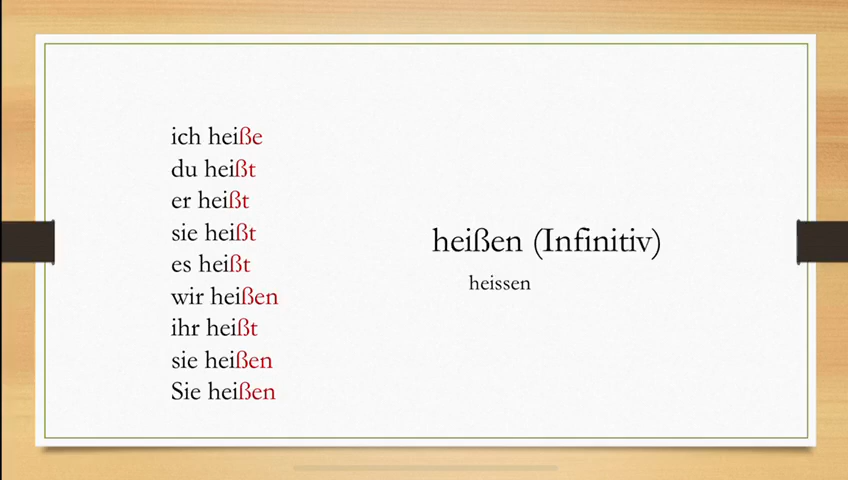 ich heiße
du heißt
er heißt
sie heißt
es heißt
wir heißen
ihr heißt
sie heißen
Sie heißen
heißen (Infinitiv)
heissen